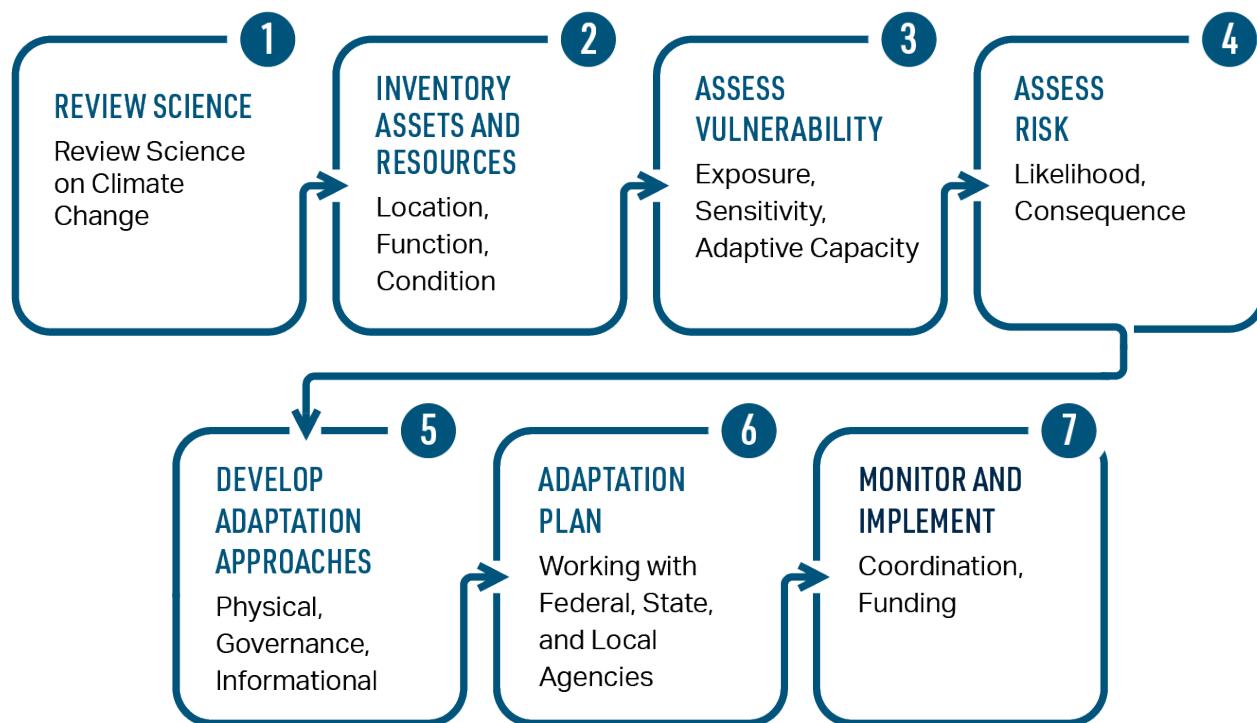 1
REVIEW SCIENCE
Review Science
on Climate
Change
2
INVENTORY
ASSETS AND
RESOURCES
Location,
Function,
Condition
3
ASSESS
VULNERABILITY
Exposure,
Sensitivity,
Adaptive Capacity
4
ASSESS
RISK
Likelihood,
Consequence
5
DEVELOP
ADAPTATION
APPROACHES
Physical,
Governance,
Informational
6
ADAPTATION
PLAN
Working with
Federal, State,
and Local
Agencies
7
MONITOR AND
IMPLEMENT
Coordination,
Funding